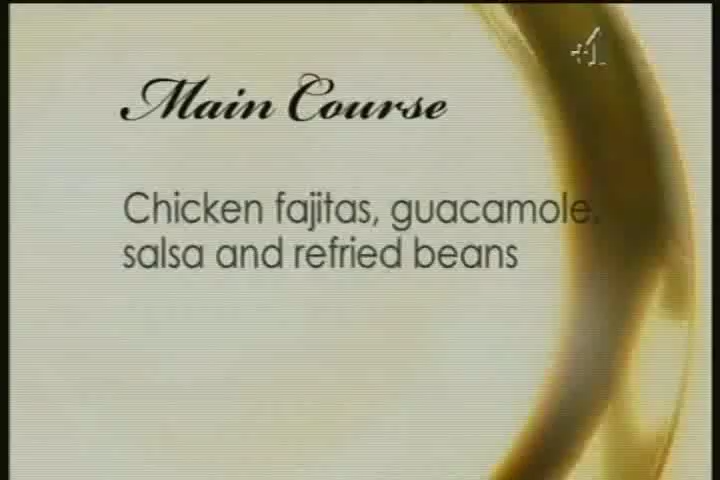 Main Course
Chicken fajitas, guacamole,
salsa and refried beans